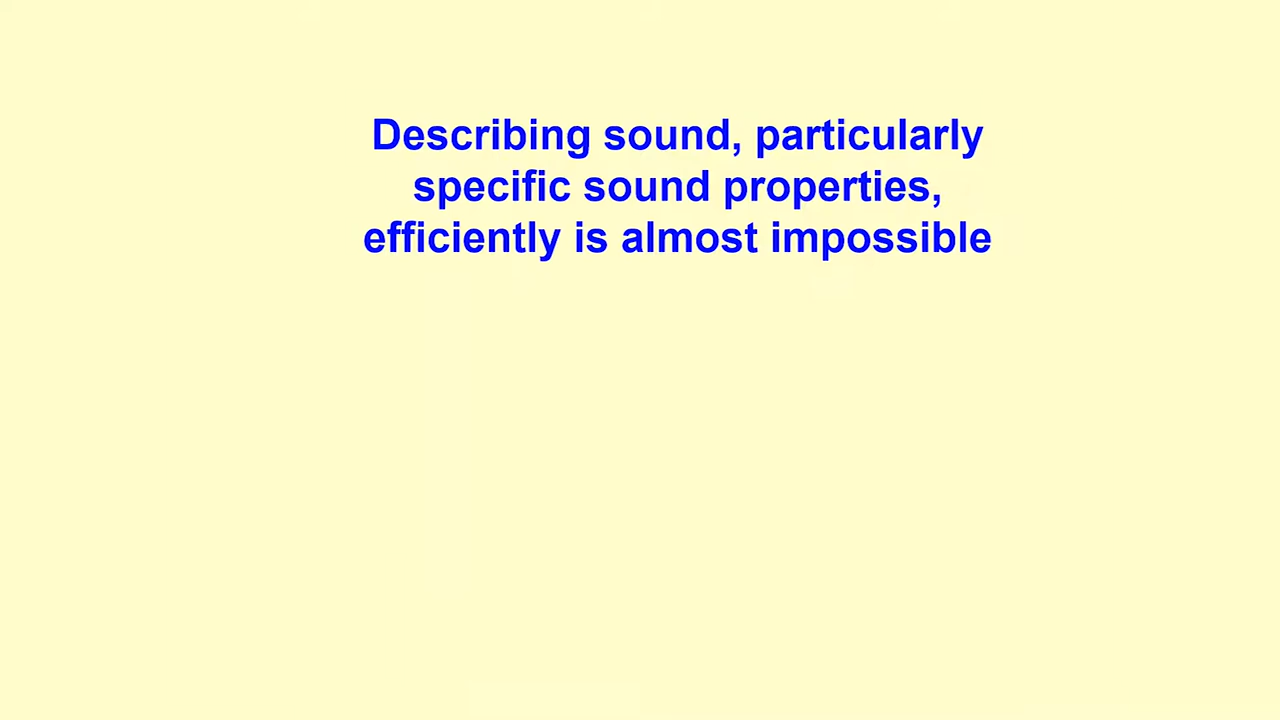 Describing sound, particularly
specific sound properties,
efficiently is almost impossible